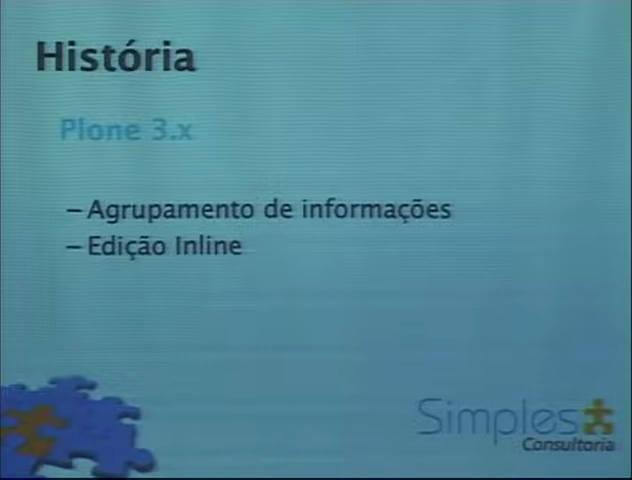 História
Plone 3.x
– Agrupamento de informações
– Edição Inline
Simples
Consultoria